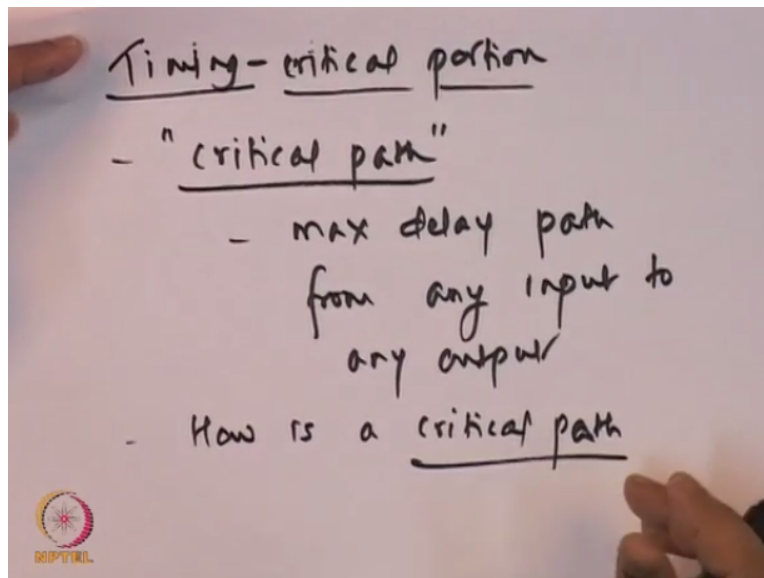 Timing-critical portion
- "critical path"
- max delay path
from any input to
any output
- How is a critical path
NPTEL